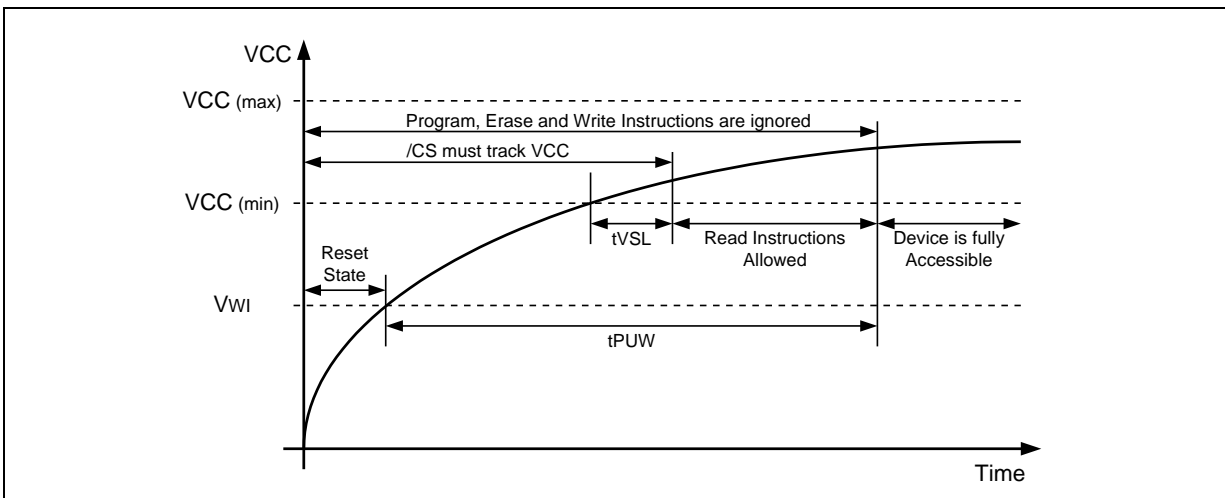 VCC
VCC (max)
Program, Erase and Write Instructions are ignored
/CS must track VCC
VCC (min)
tVSL
Read Instructions
Allowed
Device is fully
Accessible
Reset
State
VWI
tPUW
Time